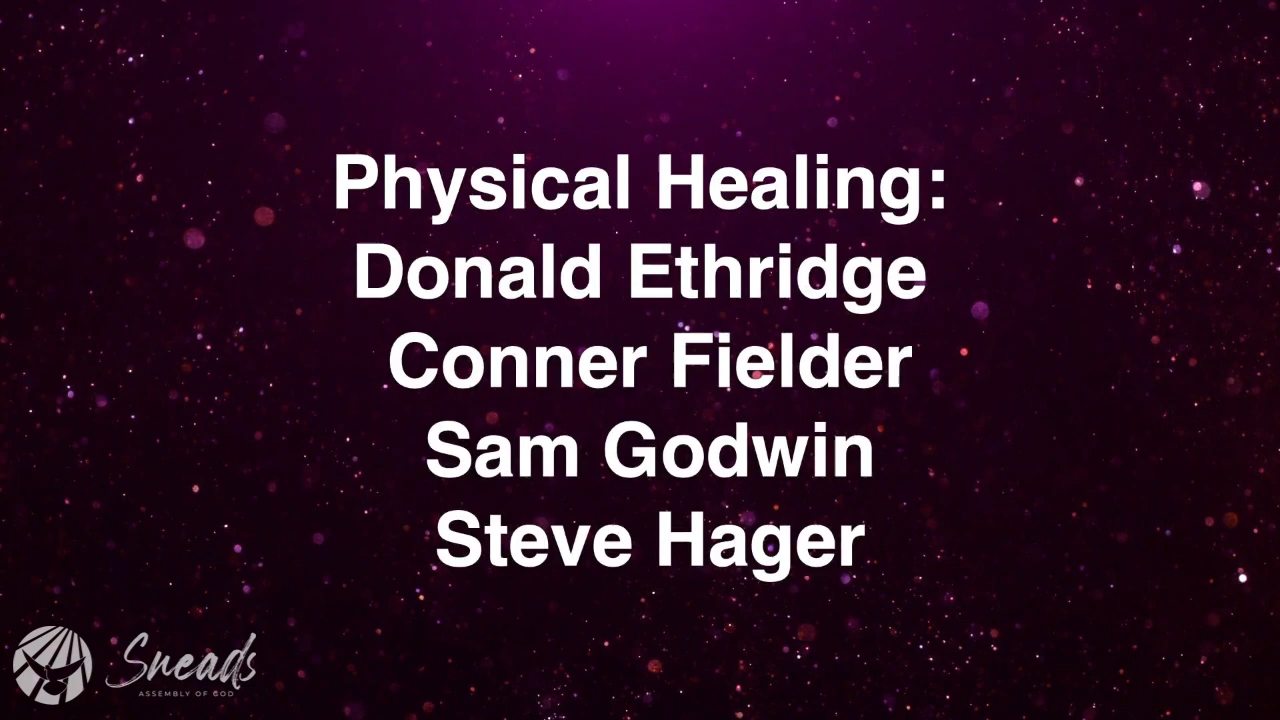 Physical Healing:
Donald Ethridge
Conner Fielder
Sam Godwin
Steve Hager
Sneads
ASSEMBLY OF GOD